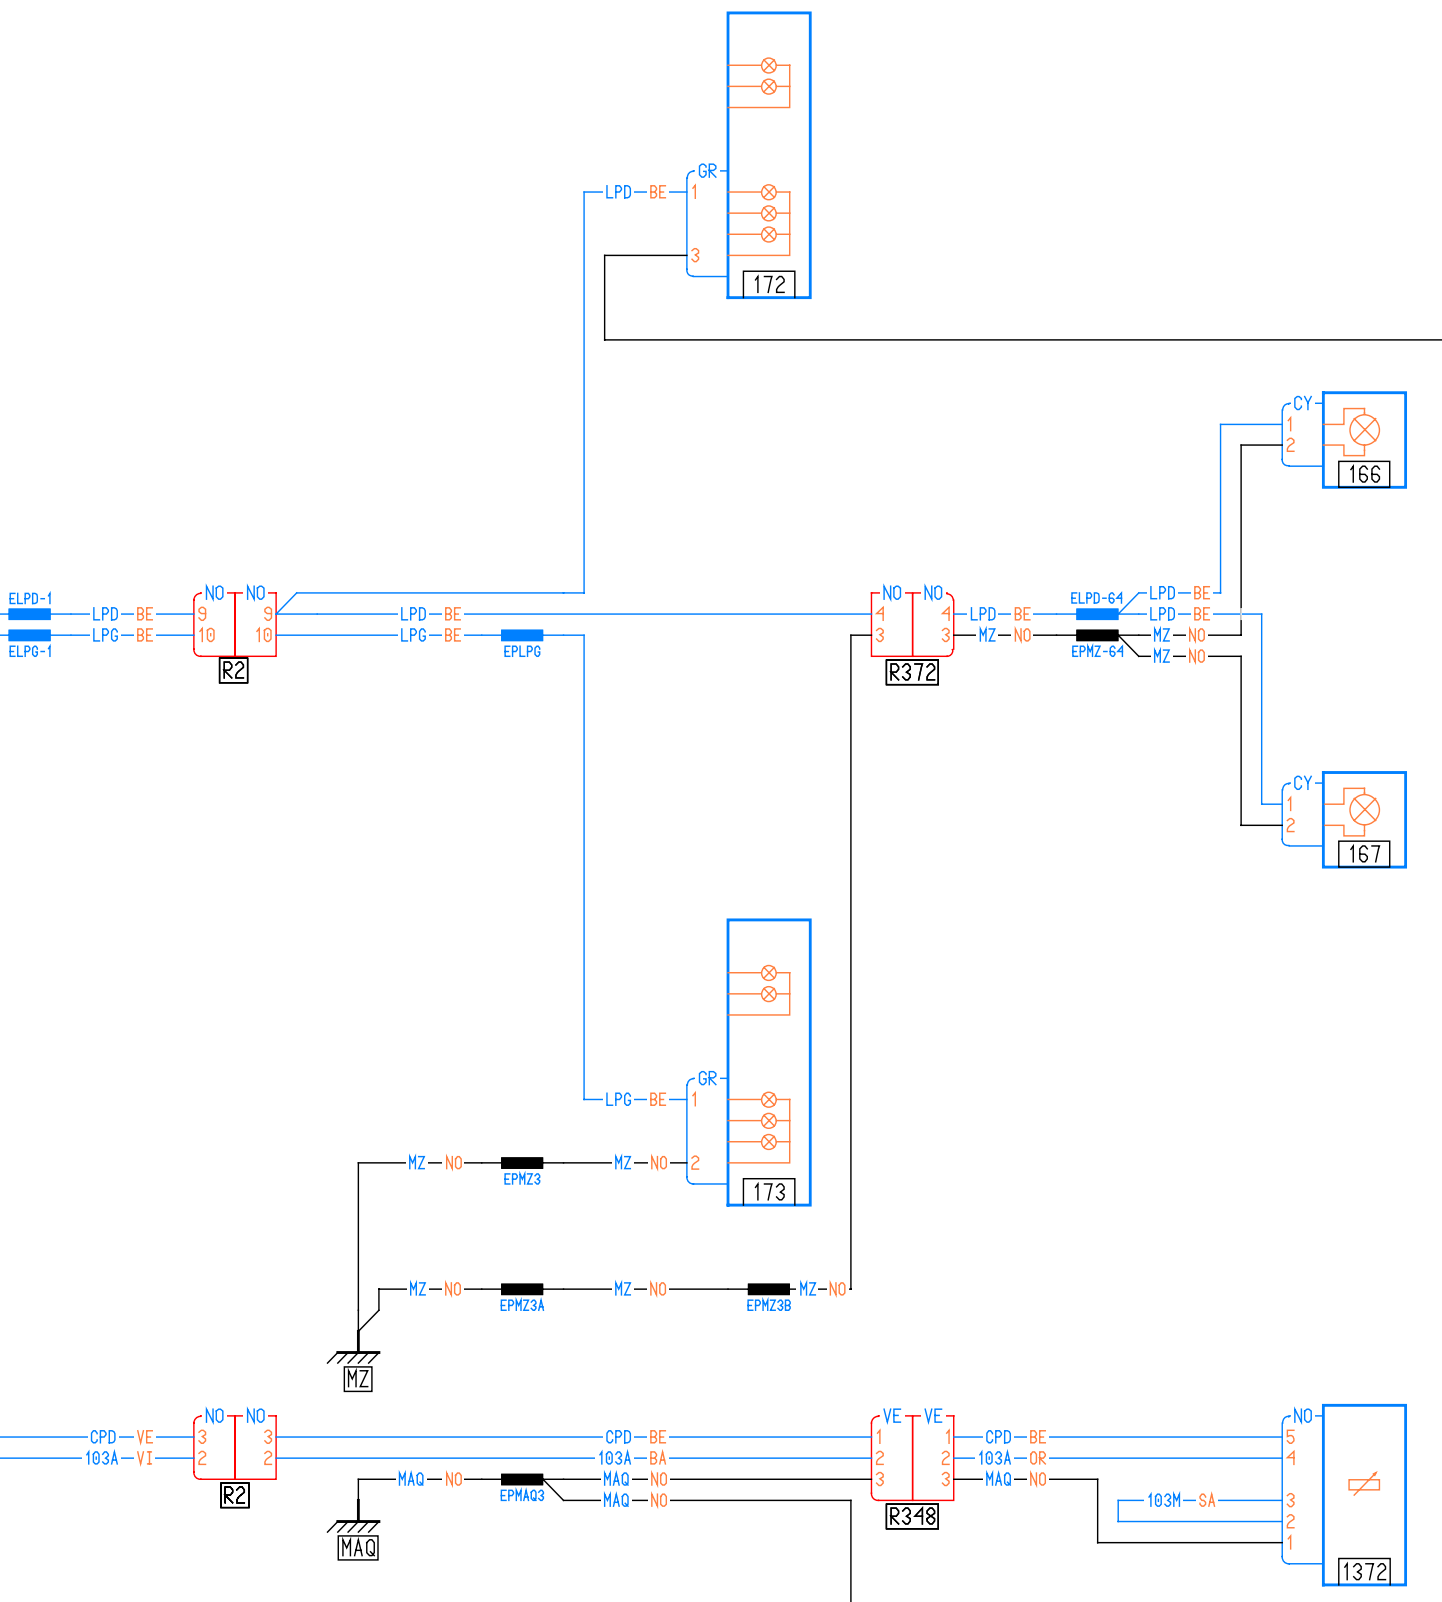 GR
LPD BE 1
3
172
CY
1
2
166
ELPD-1 NO NO NO NO ELPD-64 LPD BE
LPD BE 9 9 LPD BE 4 4 LPD BE LPD BE
LPG BE 10 10 LPG BE 3 3 MZ NO MZ NO
ELPG-1 EPLPG EPMZ-64 MZ NO
R2 R372
CY
1
2
167
GR
LPG BE 1
MZ NO MZ NO 2
EPMZ3
173
MZ NO MZ NO MZ NO
EPMZ3A EPMZ3B
MZ
NO NO VE VE NO
CPD VE 3 3 CPD BE 1 1 CPD BE 5
103A VI 2 2 103A BA 2 2 103A OR 4
MAQ NO MAQ NO 3 3 MAQ NO
R2 EPMAQ3 MAQ NO 103M SA 3
R348 2
MAQ 1
1372